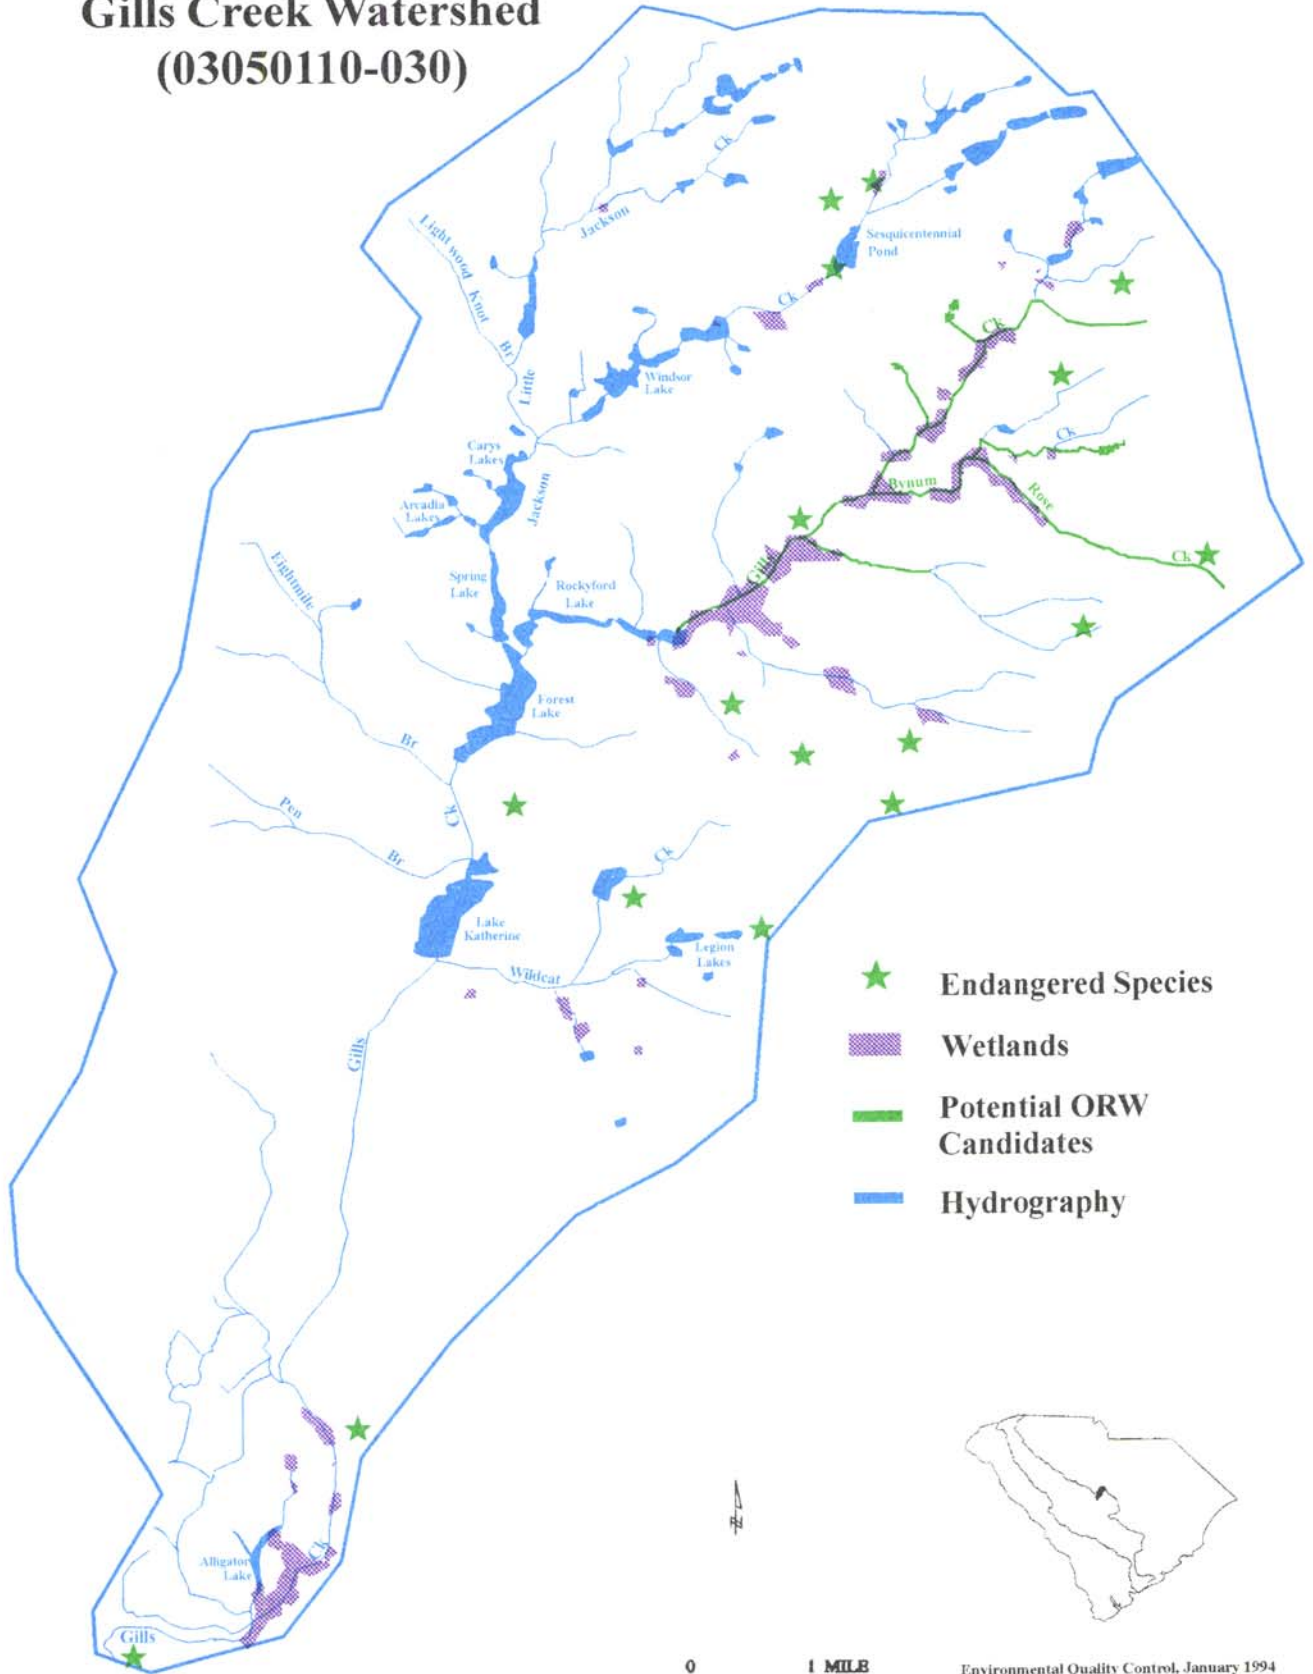 Gills Creek Watershed
(03050110-030)
Ck
Jackson
Light wood Knot
Br
Little
Sesquicentennial
Pond
Ck
Ck
Windsor
Lake
Carys
Lakes
Jackson
Arcadia
Lakes
Ck
Bynum
Rose
Ck
Gills
Eightmile
Spring
Lake
Rockyford
Lake
Forest
Lake
Br
Ck
Pen
Br
Ck
Lake
Katherine
Legion
Lakes
Wildcat
Gills
Endangered Species
Wetlands
Potential ORW
Candidates
Hydrography
Ck
Alligator
Lake
Gills
N
0 1 MILE
Environmental Quality Control, January 1994